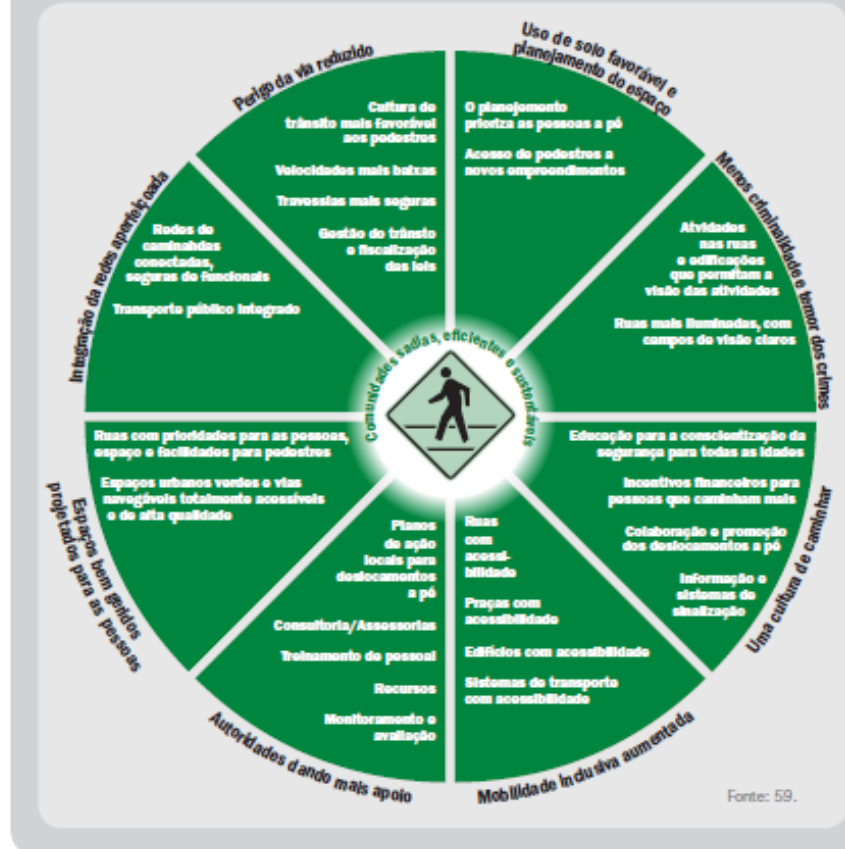 Uso de solo favorável e
planejamento do espaço
O planejemento
prioriza as pessoas a pé
Acesso de pedestres a
novos empreendimentos
Menos criminalidade e temor dos crimes
Atvidades
nas ruas
e edificações
que permitam a
visão das atividades
Ruas mais iluminadas, com
campos de visão claros
Uma cultura de caminhar
Educação para a conscientização da
segurança para todas as idades
Incentivos financeiros para
pessoas que caminham mais
Colaboração e promoção
dos deslocamentos a pé
Informação e
sistemas de
sinalização
Mobilidade inclusiva aumentada
Ruas
com
acessi-
bilidade
Praças com
acessibilidade
Edifícios com acessibilidade
Sistemas de transporte
com acessibilidade
Autoridades dando mais apoio
Planos
de ação
locais para
deslocamentos
a pé
Consultoria/Assessorias
Treinamento de pessoal
Recursos
Monitoramento e
avaliação
Espaços bem geridos
projetados para as pessoas
Ruas com prioridades para as pessoas,
espaço e facilidades para pedestres
Espaços urbanos verdes e vias
navegáveis totalmente acessíveis
e de alta qualidade
Integração da redes aperfeiçoada
Redes de
caminahdas
conectadas,
seguras de funcionais
Transporte público integrado
Perigo da via reduzido
Cultura de
trânsito mais favorável
aos pedestres
Velocidades mais baixas
Travessias mais seguras
Gestão do trânsto
e fiscalização
das leis
Comunidades sadias, eficientes e sustentáveis
Fonte: 59.